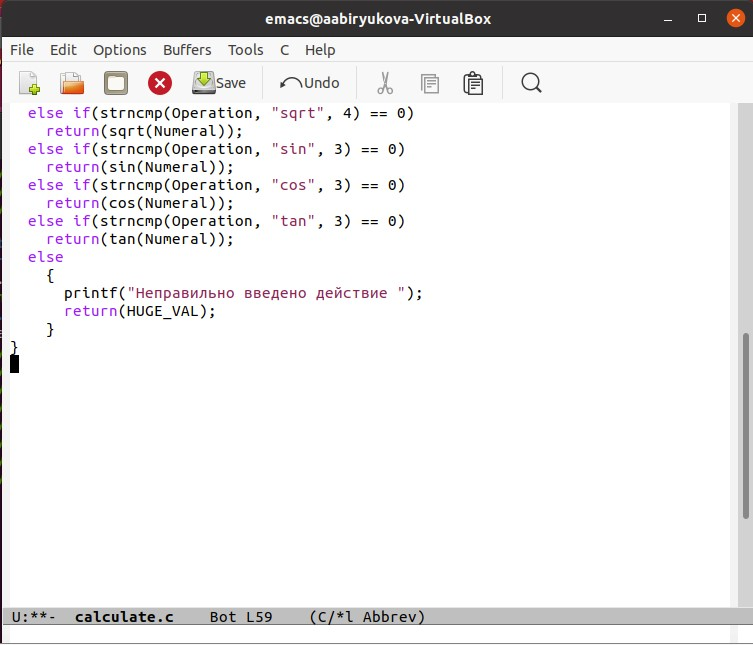 emacs@aabiryukova-VirtualBox
File Edit Options Buffers Tools C Help
Save Undo
  else if(strncmp(Operation, "sqrt", 4) == 0)
    return(sqrt(Numeral));
  else if(strncmp(Operation, "sin", 3) == 0)
    return(sin(Numeral));
  else if(strncmp(Operation, "cos", 3) == 0)
    return(cos(Numeral));
  else if(strncmp(Operation, "tan", 3) == 0)
    return(tan(Numeral));
  else
    {
      printf("Неправильно введено действие ");
      return(HUGE_VAL);
    }
}
U:**-  calculate.c    Bot L59    (C/*l Abbrev)